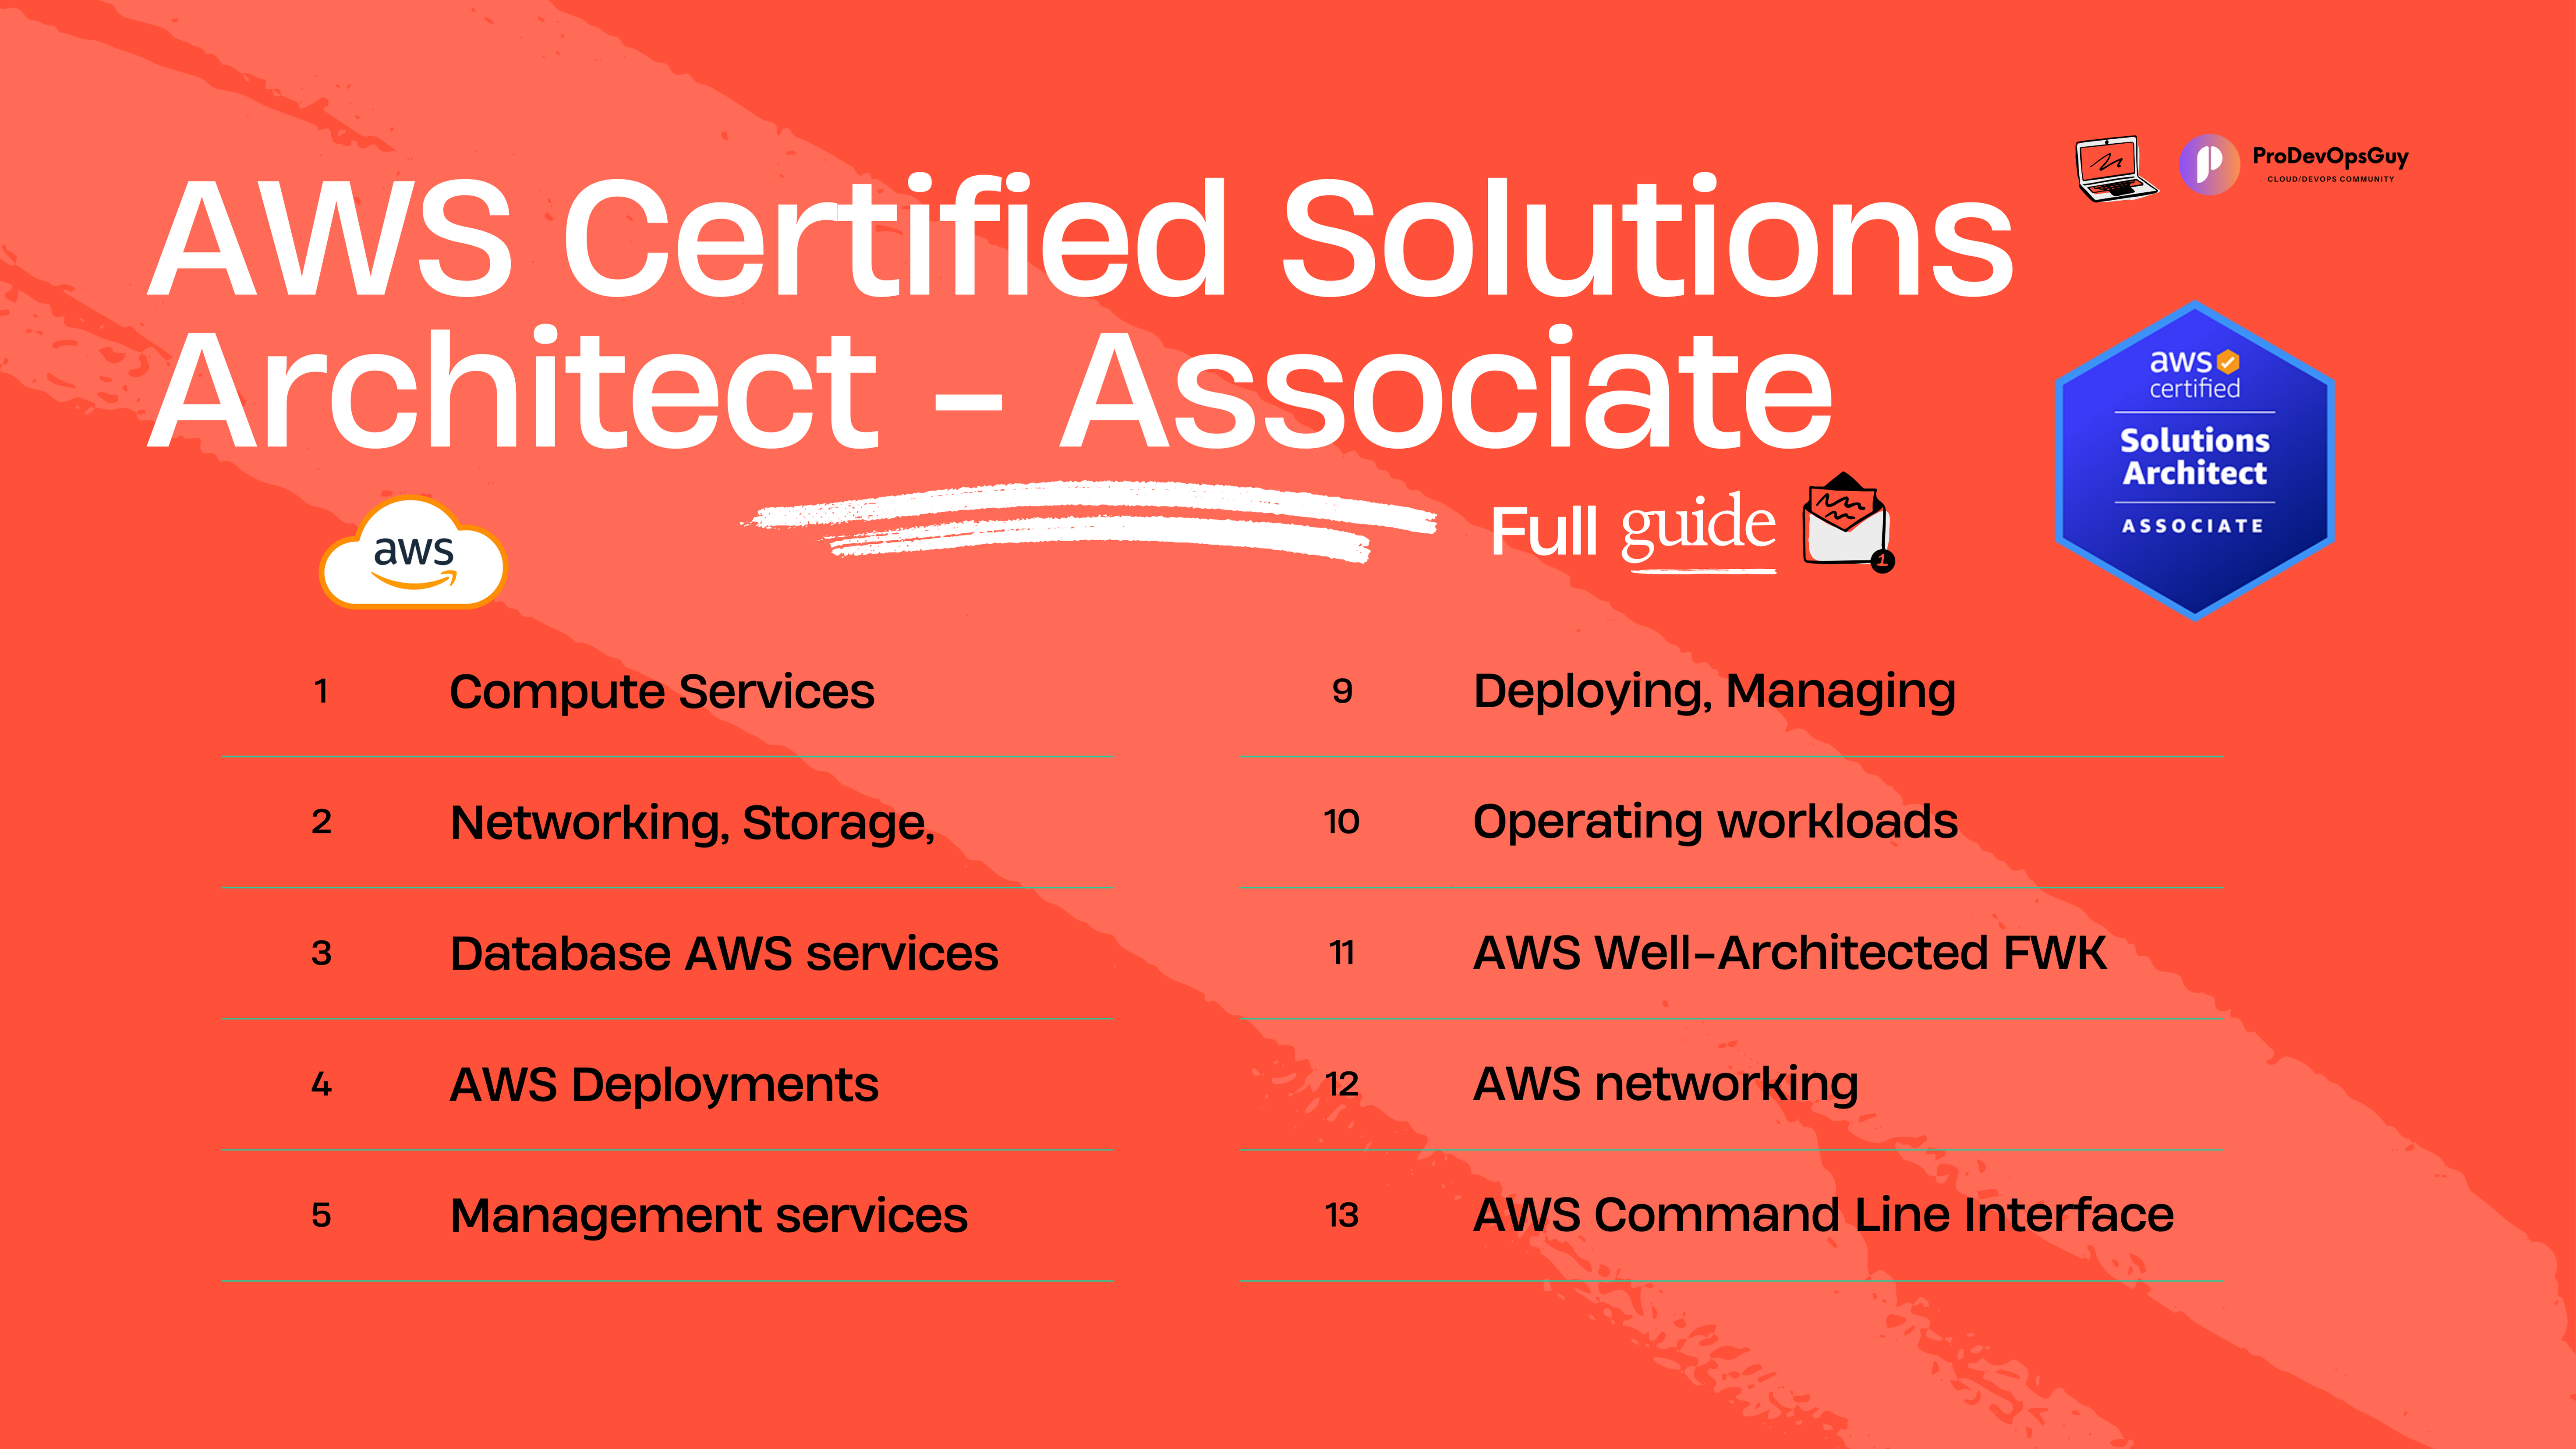 ProDevOpsGuy
CLOUD/DEVOPS COMMUNITY
AWS Certified Solutions
Architect - Associate
aws
Full guide
1
aws
certified
Solutions
Architect
ASSOCIATE
1 Compute Services
2 Networking, Storage,
3 Database AWS services
4 AWS Deployments
5 Management services
9 Deploying, Managing
10 Operating workloads
11 AWS Well-Architected FWK
12 AWS networking
13 AWS Command Line Interface